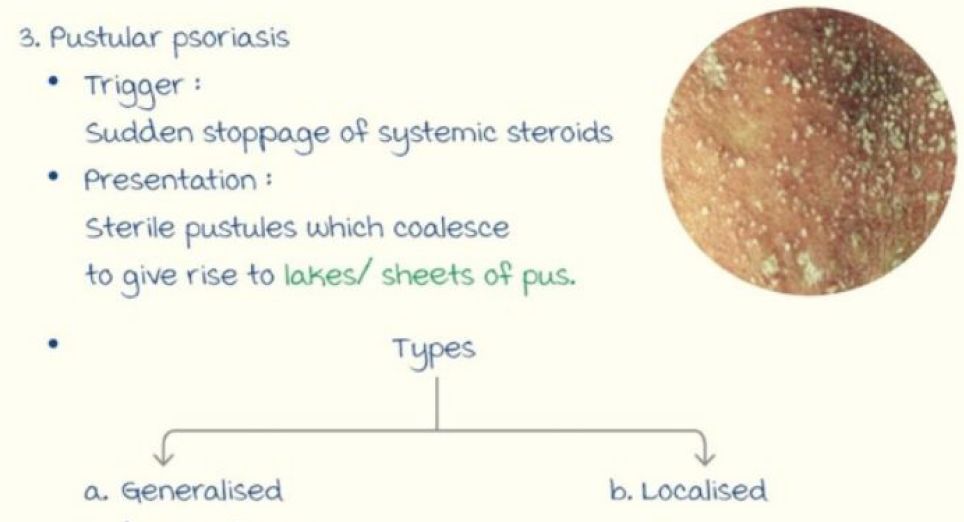 3. Pustular psoriasis
• Trigger :
Sudden stoppage of systemic steroids
• Presentation :
Sterile pustules which coalesce
to give rise to lakes/ sheets of pus.
• Types
a. Generalised b. Localised